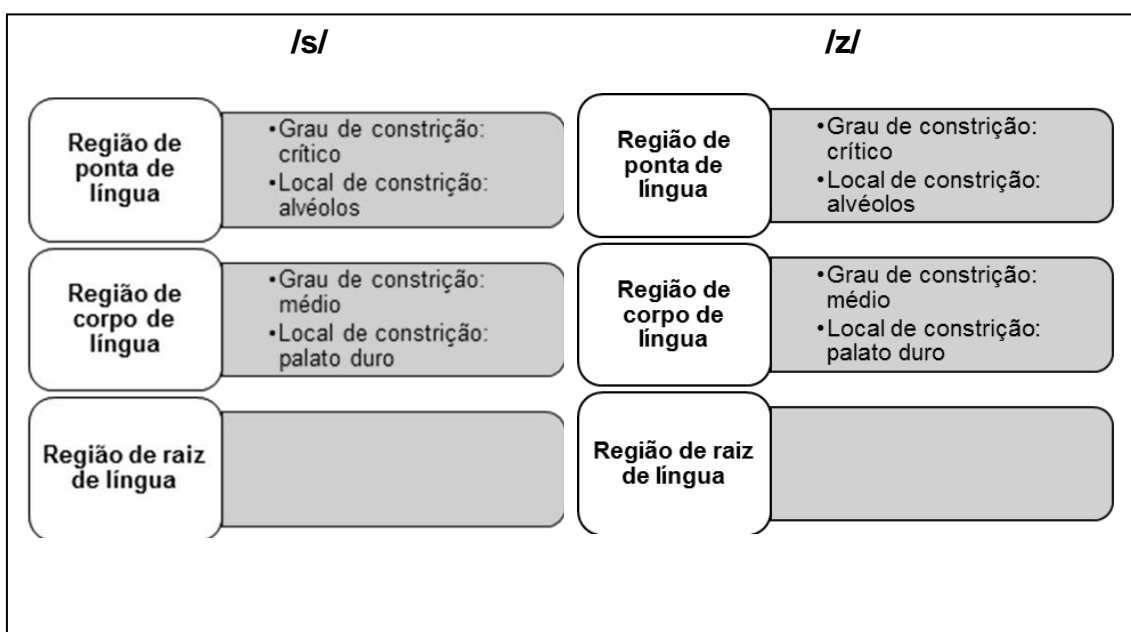 /s/
Região de
ponta de
língua
•Grau de constrição:
crítico
•Local de constrição:
alvéolos
Região de
corpo de
língua
•Grau de constrição:
médio
•Local de constrição:
palato duro
Região de raiz
de língua
/z/
Região de
ponta de
língua
•Grau de constrição:
crítico
•Local de constrição:
alvéolos
Região de
corpo de
língua
•Grau de constrição:
médio
•Local de constrição:
palato duro
Região de raiz
de língua